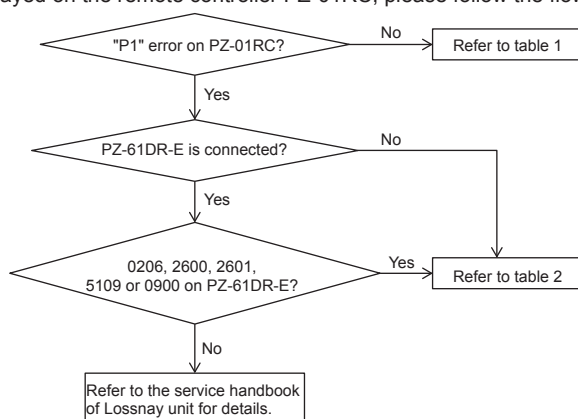 on the remote controller PZ-01RC, please follow the
"P1" error on PZ-01RC?
No
Refer to table 1
Yes
PZ-61DR-E is connected?
No
Yes
0206, 2600, 2601,
5109 or 0900 on PZ-61DR-E?
Yes
Refer to table 2
No
Refer to the service handbook
of Lossnay unit for details.